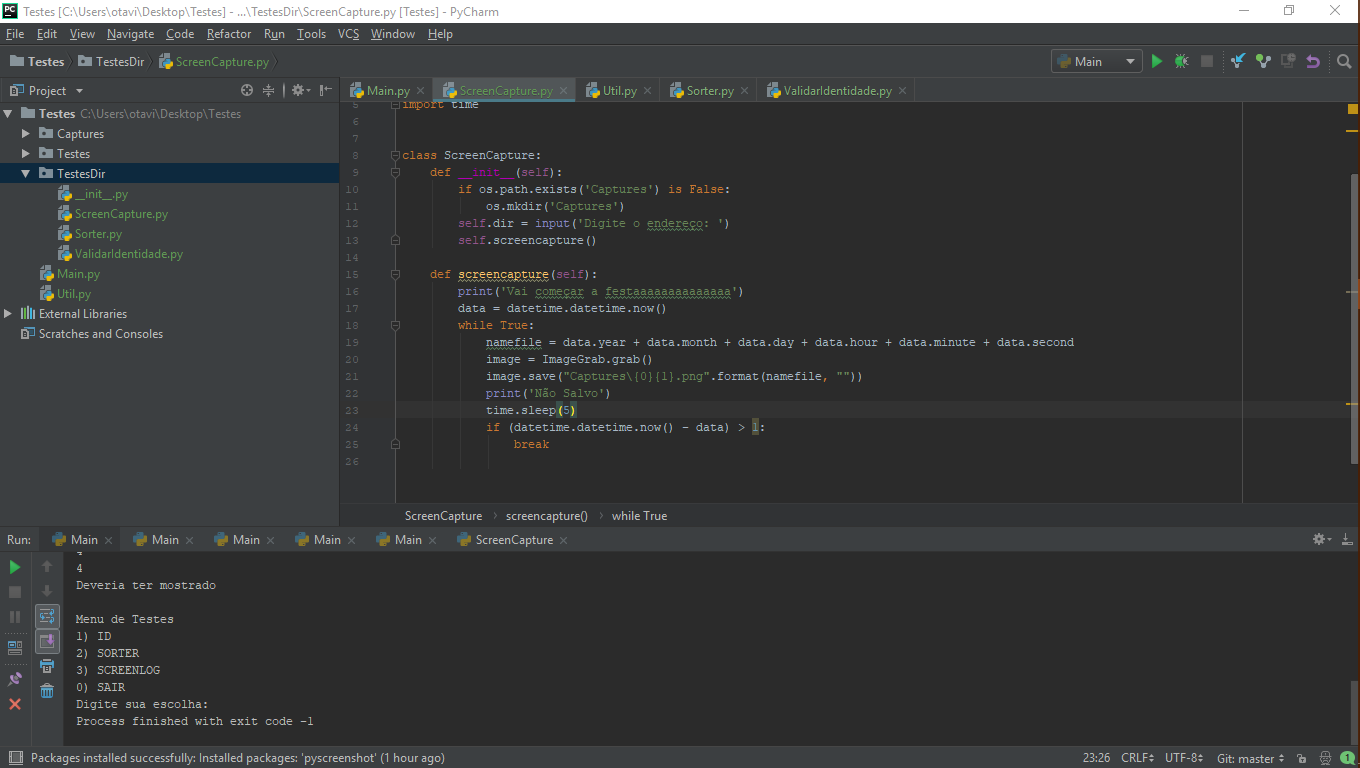 PC Testes [C:\Users\otavi\Desktop\Testes] - ...\TestesDir\ScreenCapture.py [Testes] - PyCharm
File Edit View Navigate Code Refactor Run Tools VCS Window Help
Testes TestesDir ScreenCapture.py Main
Project Main.py ScreenCapture.py Util.py Sorter.py ValidarIdentidade.py
Testes C:\Users\otavi\Desktop\Testes
Captures
Testes
TestesDir
__init__.py
ScreenCapture.py
Sorter.py
ValidarIdentidade.py
Main.py
Util.py
External Libraries
Scratches and Consoles
5 import time
6
7
8 class ScreenCapture:
9 def __init__(self):
10 if os.path.exists('Captures') is False:
11 os.mkdir('Captures')
12 self.dir = input('Digite o endereço: ')
13 self.screencapture()
14
15 def screencapture(self):
16 print('Vai começar a festaaaaaaaaaaaaaa')
17 data = datetime.datetime.now()
18 while True:
19 namefile = data.year + data.month + data.day + data.hour + data.minute + data.second
20 image = ImageGrab.grab()
21 image.save("Captures\{0}{1}.png".format(namefile, ""))
22 print('Não Salvo')
23 time.sleep(5)
24 if (datetime.datetime.now() - data) > 1:
25 break
26
ScreenCapture screencapture() while True
Run: Main Main Main Main Main ScreenCapture
4
4
Deveria ter mostrado
Menu de Testes
1) ID
2) SORTER
3) SCREENLOG
0) SAIR
Digite sua escolha:
Process finished with exit code -1
Packages installed successfully: Installed packages: 'pyscreenshot' (1 hour ago) 23:26 CRLF UTF-8 Git: master 1